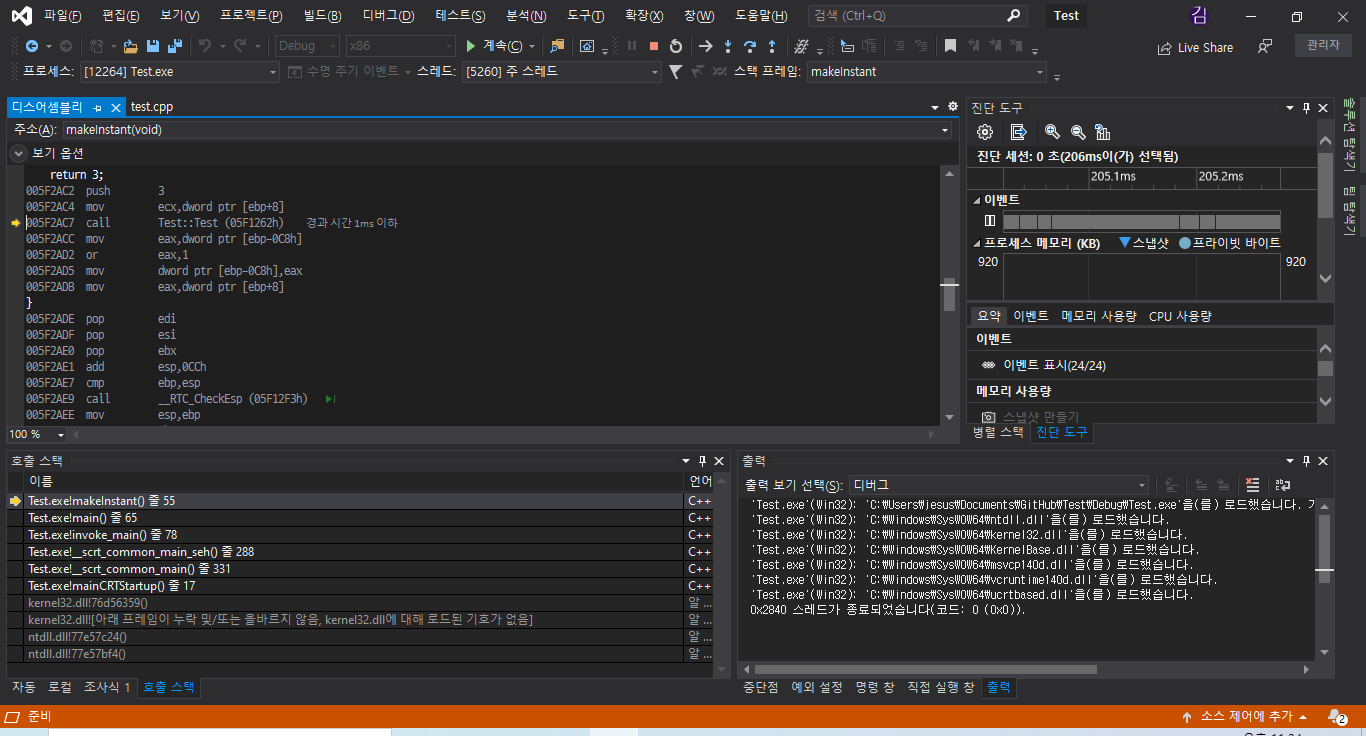 파일(F) 편집(E) 보기(V) 프로젝트(P) 빌드(B) 디버그(D) 테스트(S) 분석(N) 도구(T) 확장(X) 창(W) 도움말(H) 검색 (Ctrl+Q) Test 김
Debug x86 계속(C) Live Share 관리자
프로세스: [12264] Test.exe 수명 주기 이벤트 스레드: [5260] 주 스레드 스택 프레임: makeInstant
디스어셈블리 test.cpp
주소(A): makeInstant(void)
보기 옵션
return 3;
005F2AC2 push 3
005F2AC4 mov ecx,dword ptr [ebp+8]
005F2AC7 call Test::Test (05F1262h) 경과 시간 1ms 이하
005F2ACC mov eax,dword ptr [ebp-0C8h]
005F2AD2 or eax,1
005F2AD5 mov dword ptr [ebp-0C8h],eax
005F2ADB mov eax,dword ptr [ebp+8]
}
005F2ADE pop edi
005F2ADF pop esi
005F2AE0 pop ebx
005F2AE1 add esp,0CCh
005F2AE7 cmp ebp,esp
005F2AE9 call __RTC_CheckEsp (05F12F3h)
005F2AEE mov esp,ebp
100 %
진단 도구
진단 세션: 0 초(206ms이(가) 선택됨)
205.1ms 205.2ms
이벤트
프로세스 메모리 (KB) 스냅샷 프라이빗 바이트
920 920
요약 이벤트 메모리 사용량 CPU 사용량
이벤트
이벤트 표시(24/24)
메모리 사용량
스냅샷 만들기
병렬 스택 진단 도구
솔루션 탐색기
팀 탐색기
호출 스택
이름 언어
Test.exe!makeInstant() 줄 55 C++
Test.exe!main() 줄 65 C++
Test.exe!invoke_main() 줄 78 C++
Test.exe!__scrt_common_main_seh() 줄 288 C++
Test.exe!__scrt_common_main() 줄 331 C++
Test.exe!mainCRTStartup() 줄 17 C++
kernel32.dll!76d56359() 알 ...
kernel32.dll![아래 프레임이 누락 및/또는 올바르지 않음, kernel32.dll에 대해 로드된 기호가 없음] 알 ...
ntdll.dll!77e57c24() 알 ...
ntdll.dll!77e57bf4() 알 ...
자동 로컬 조사식 1 호출 스택
출력
출력 보기 선택(S): 디버그
'Test.exe'(Win32): 'C:₩Users₩jesus₩Documents₩GitHub₩Test₩Debug₩Test.exe'을(를) 로드했습니다.
'Test.exe'(Win32): 'C:₩Windows₩SysWOW64₩ntdll.dll'을(를) 로드했습니다.
'Test.exe'(Win32): 'C:₩Windows₩SysWOW64₩kernel32.dll'을(를) 로드했습니다.
'Test.exe'(Win32): 'C:₩Windows₩SysWOW64₩KernelBase.dll'을(를) 로드했습니다.
'Test.exe'(Win32): 'C:₩Windows₩SysWOW64₩msvcp140d.dll'을(를) 로드했습니다.
'Test.exe'(Win32): 'C:₩Windows₩SysWOW64₩vcruntime140d.dll'을(를) 로드했습니다.
'Test.exe'(Win32): 'C:₩Windows₩SysWOW64₩ucrtbased.dll'을(를) 로드했습니다.
0x2840 스레드가 종료되었습니다(코드: 0 (0x0)).
중단점 예외 설정 명령 창 직접 실행 창 출력
준비 소스 제어에 추가 2